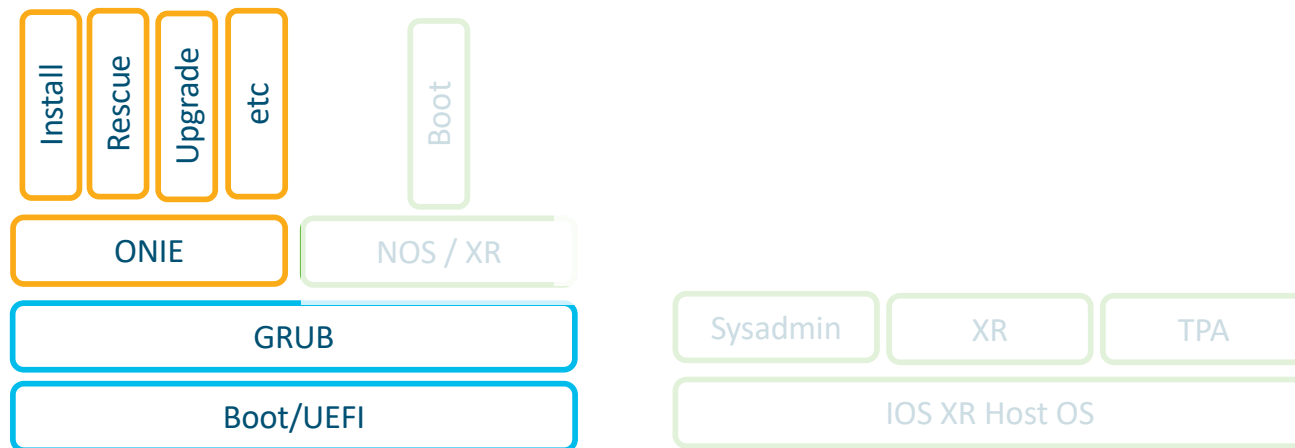 Install
Rescue
Upgrade
etc
Boot
ONIE
NOS / XR
GRUB
Sysadmin
XR
TPA
Boot/UEFI
IOS XR Host OS